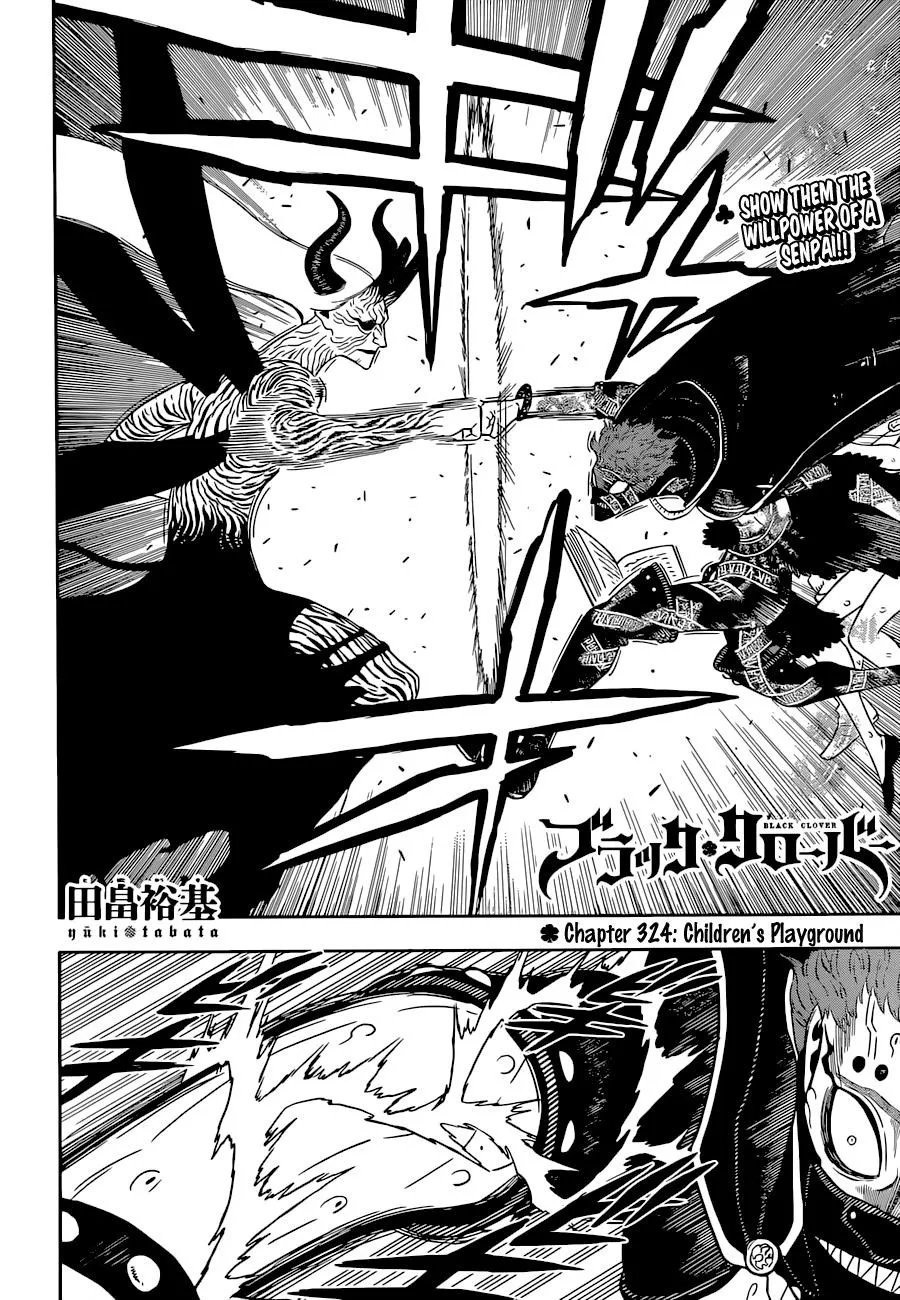 ♣ SHOW THEM THE
WILLPOWER OF A
SENPAI!!!
BLACK CLOVER
ブラック♣クローバー
田畠裕基
yūki tabata
♣ Chapter 324: Children's Playground